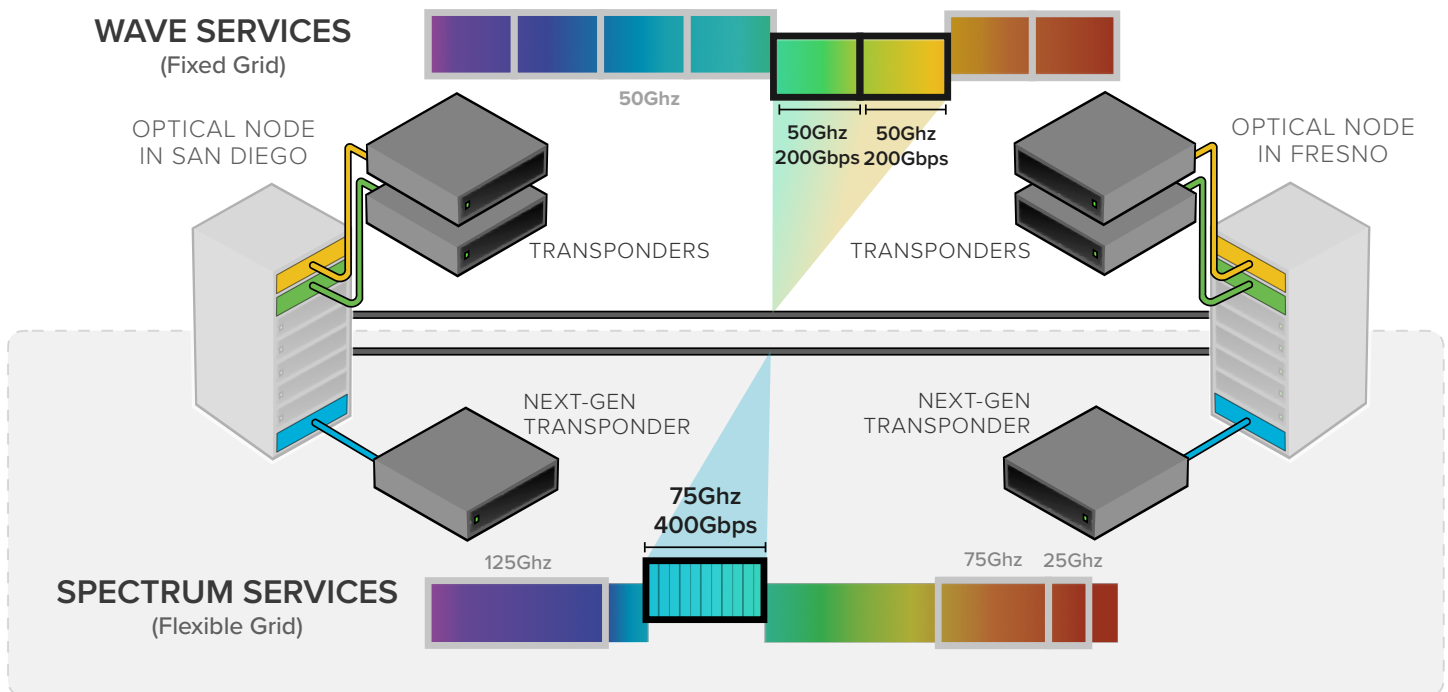 WAVE SERVICES
(Fixed Grid)
50Ghz
50Ghz
200Gbps
50Ghz
200Gbps
OPTICAL NODE
IN SAN DIEGO
OPTICAL NODE
IN FRESNO
TRANSPONDERS
TRANSPONDERS
NEXT-GEN
TRANSPONDER
NEXT-GEN
TRANSPONDER
75Ghz
400Gbps
125Ghz
75Ghz
25Ghz
SPECTRUM SERVICES
(Flexible Grid)